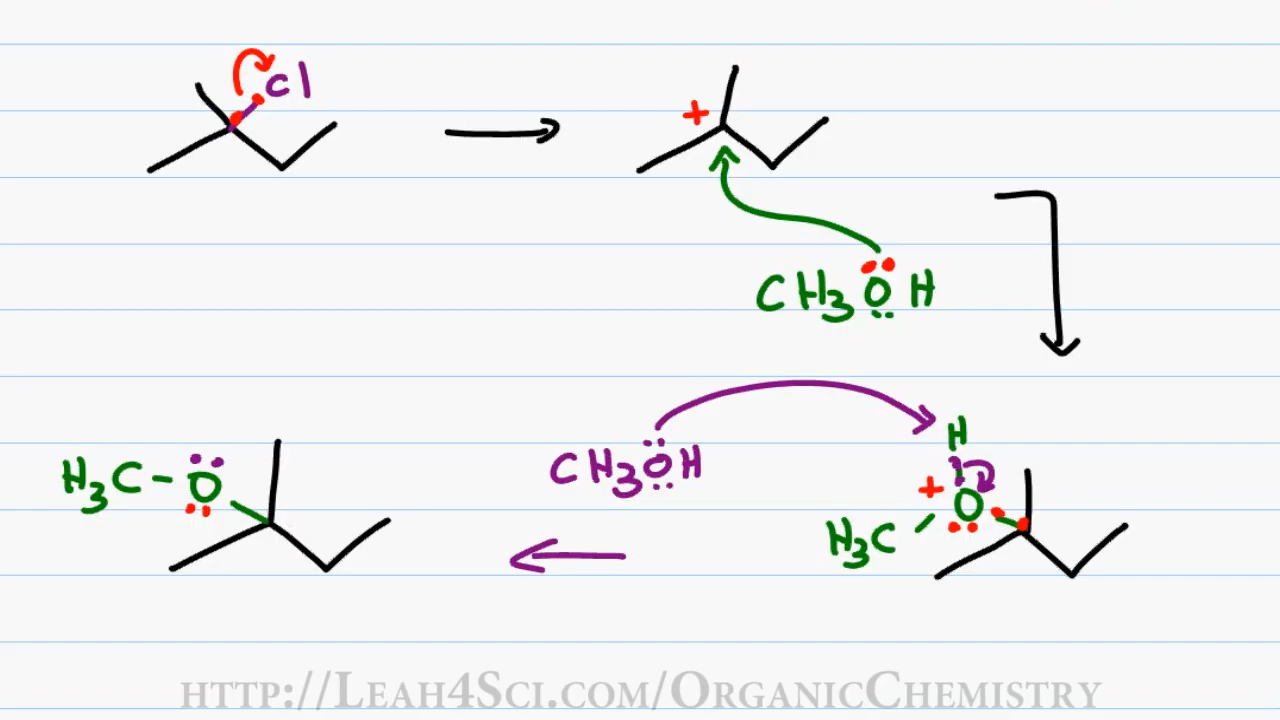 Cl
+
CH3OH
CH3OH
H
+
O
H3C
H3C-O
HTTP://LEAH4SCI.COM/ORGANICCHEMISTRY